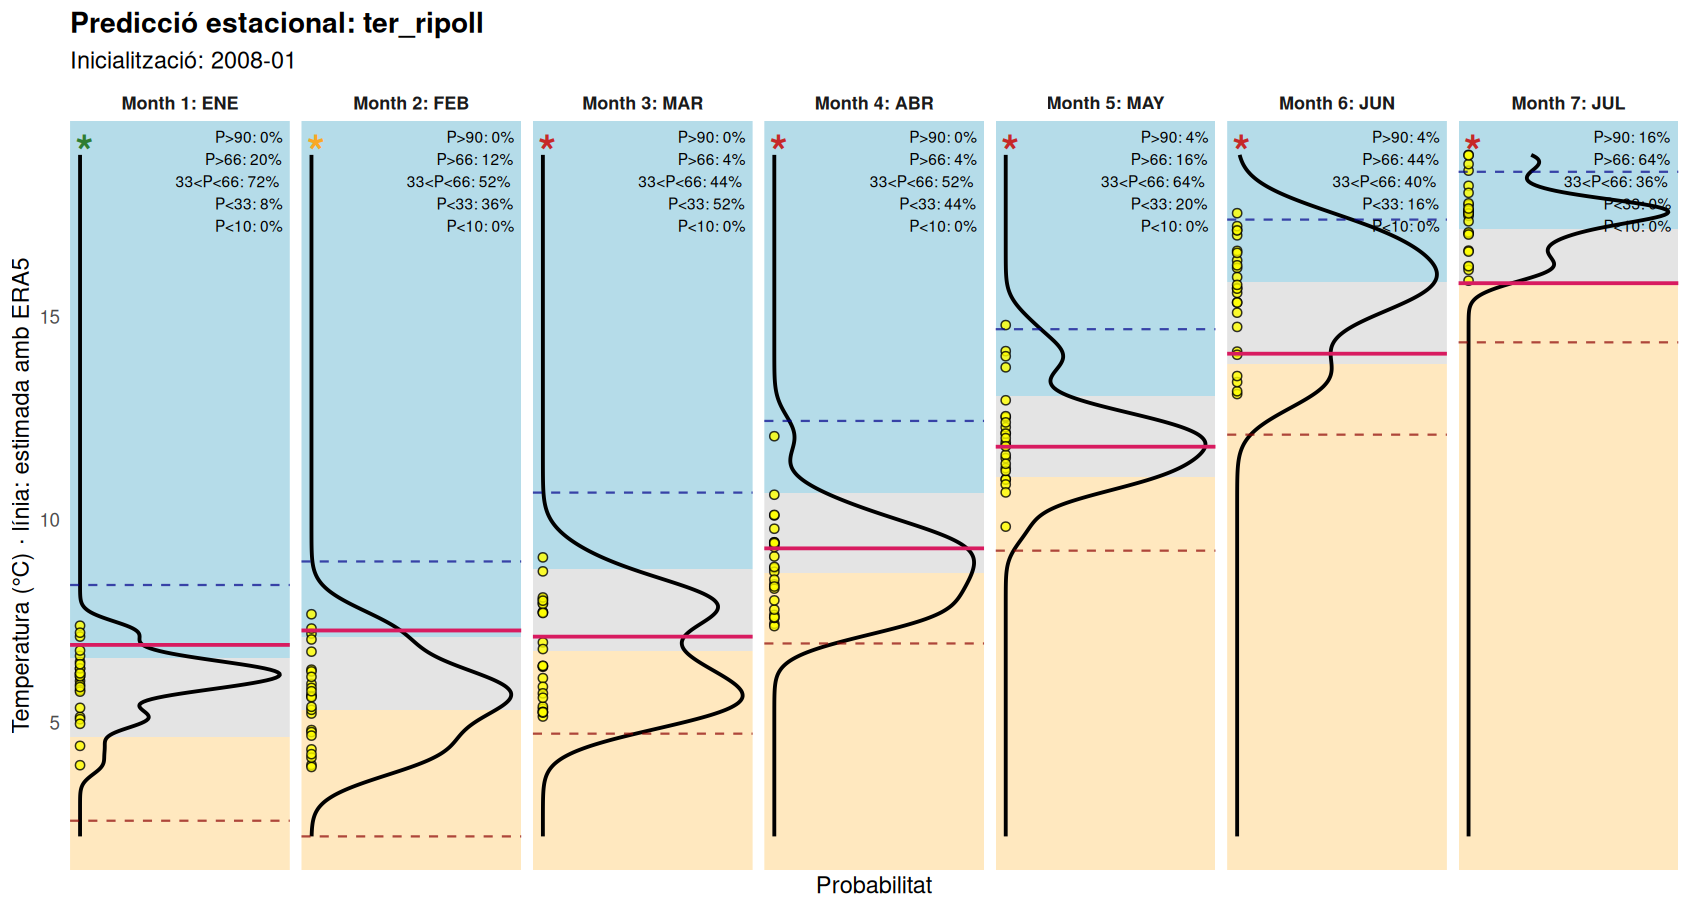 Predicció estacional: ter_ripoll
Inicialització: 2008-01
Month 1: ENE
Month 2: FEB
Month 3: MAR
Month 4: ABR
Month 5: MAY
Month 6: JUN
Month 7: JUL
*
P>90: 0%
P>66: 20%
33<P<66: 72%
P<33: 8%
P<10: 0%
*
P>90: 0%
P>66: 12%
33<P<66: 52%
P<33: 36%
P<10: 0%
*
P>90: 0%
P>66: 4%
33<P<66: 44%
P<33: 52%
P<10: 0%
*
P>90: 0%
P>66: 4%
33<P<66: 52%
P<33: 44%
P<10: 0%
*
P>90: 4%
P>66: 16%
33<P<66: 64%
P<33: 20%
P<10: 0%
*
P>90: 4%
P>66: 44%
33<P<66: 40%
P<33: 16%
P<10: 0%
*
P>90: 16%
P>66: 64%
33<P<66: 36%
P<33: 0%
P<10: 0%
Temperatura (°C) · línia: estimada amb ERA5
15
10
5
Probabilitat